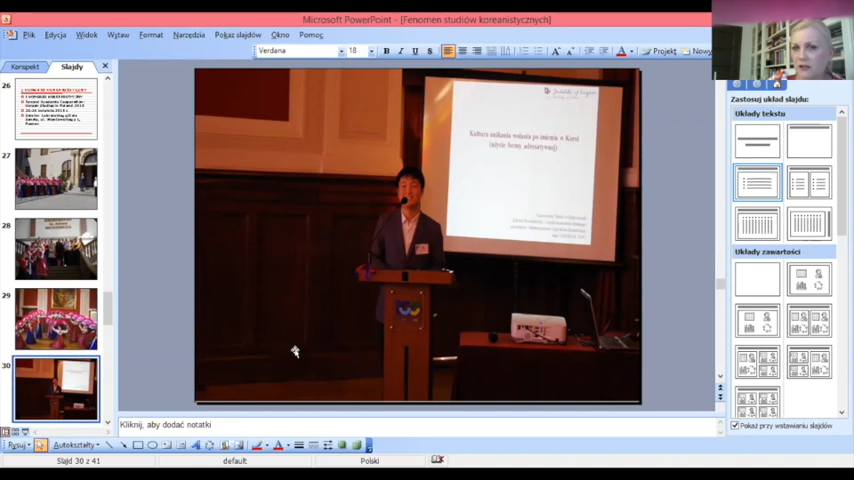 Microsoft PowerPoint - [Fenomen studiów koreanistycznych]
Plik Edycja Widok Wstaw Format Narzędzia Pokaz slajdów Okno Pomoc
Verdana 18 B I U S A A A Projekt Nowy
Konspekt Slajdy
26
27
28
29
30
Kultura unikania wołania po imieniu w Korei
(użycie formy adresatywnej)
Zastosuj układ slajdu:
Układy tekstu
Układy zawartości
Pokaż przy wstawianiu slajdów
Kliknij, aby dodać notatki
Rysuj Autokształty
Slajd 30 z 41 default Polski